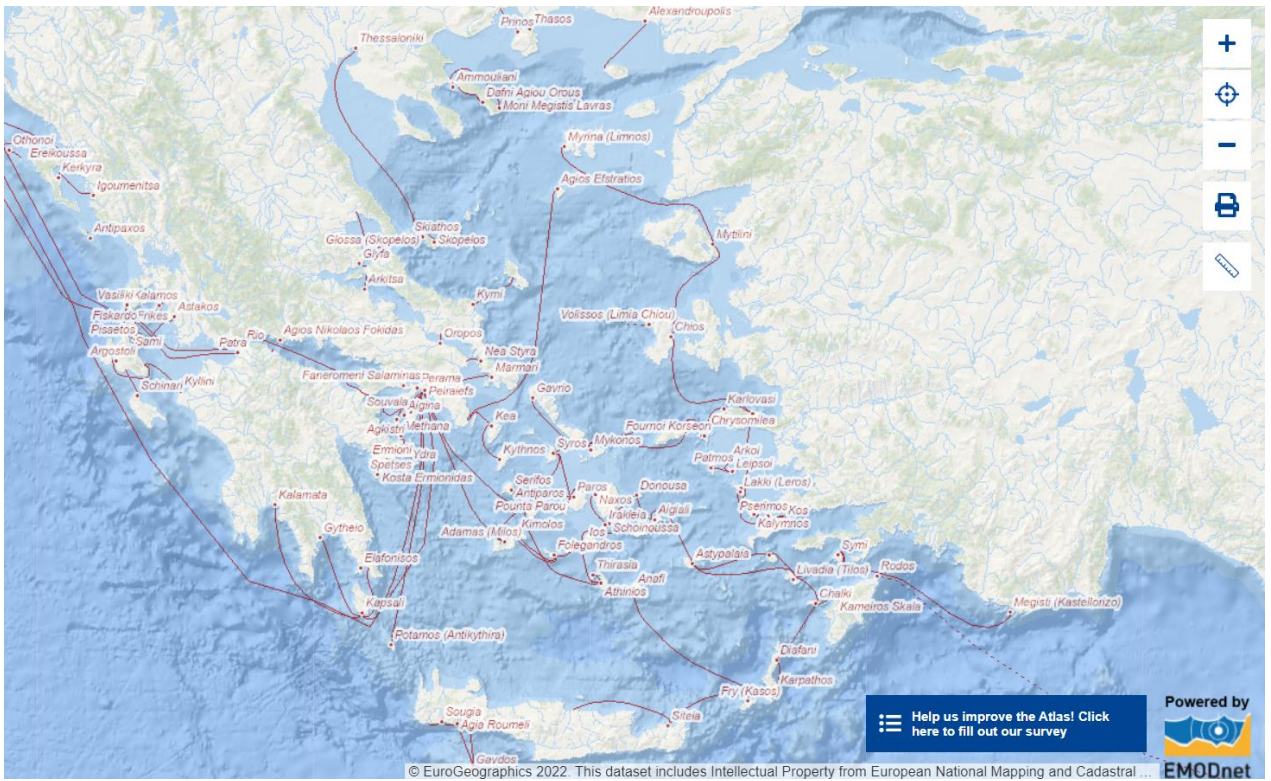 Prinos
Thasos
Alexandroupolis
Thessaloniki
Ammouliani
Dafni Agiou Orous
Moni Megistis Lavras
Othonoi
Ereikoussa
Kerkyra
Igoumenitsa
Myrina (Limnos)
Agios Efstratios
Antipaxos
Skiathos
Skopelos
Glossa (Skopelos)
Glyfa
Mytilini
Arkitsa
Vasiliki
Kalamos
Kymi
Fiskardo
Frikes
Astakos
Pisaetos
Sami
Volissos (Limia Chiou)
Chios
Rio
Agios Nikolaos Fokidas
Oropos
Patra
Argostoli
Nea Styra
Marmari
Schinari
Kyllini
Faneromeni Salaminas
Perama
Peiraiefs
Gavrio
Karlovasi
Souvala
Aigina
Agkistri
Methana
Kea
Fournoi Korseon
Chrysomilea
Ermioni
Ydra
Syros
Mykonos
Arkoi
Spetses
Kosta Ermionidas
Kythnos
Patmos
Leipsoi
Serifos
Antiparos
Paros
Donousa
Lakki (Leros)
Kalamata
Pounta Parou
Naxos
Irakleia
Aigiali
Pserimos
Kos
Kalymnos
Gytheio
Adamas (Milos)
Kimolos
Ios
Schoinoussa
Elafonisos
Folegandros
Astypalaia
Symi
Thirasia
Anafi
Livadia (Tilos)
Rodos
Athinios
Kapsali
Chalki
Kameiros Skala
Megisti (Kastellorizo)
Potamos (Antikythira)
Diafani
Karpathos
Fry (Kasos)
Sougia
Agia Roumeli
Siteia
Gavdos
Help us improve the Atlas! Click
here to fill out our survey
Powered by
EMODnet
© EuroGeographics 2022. This dataset includes Intellectual Property from European National Mapping and Cadastral ...